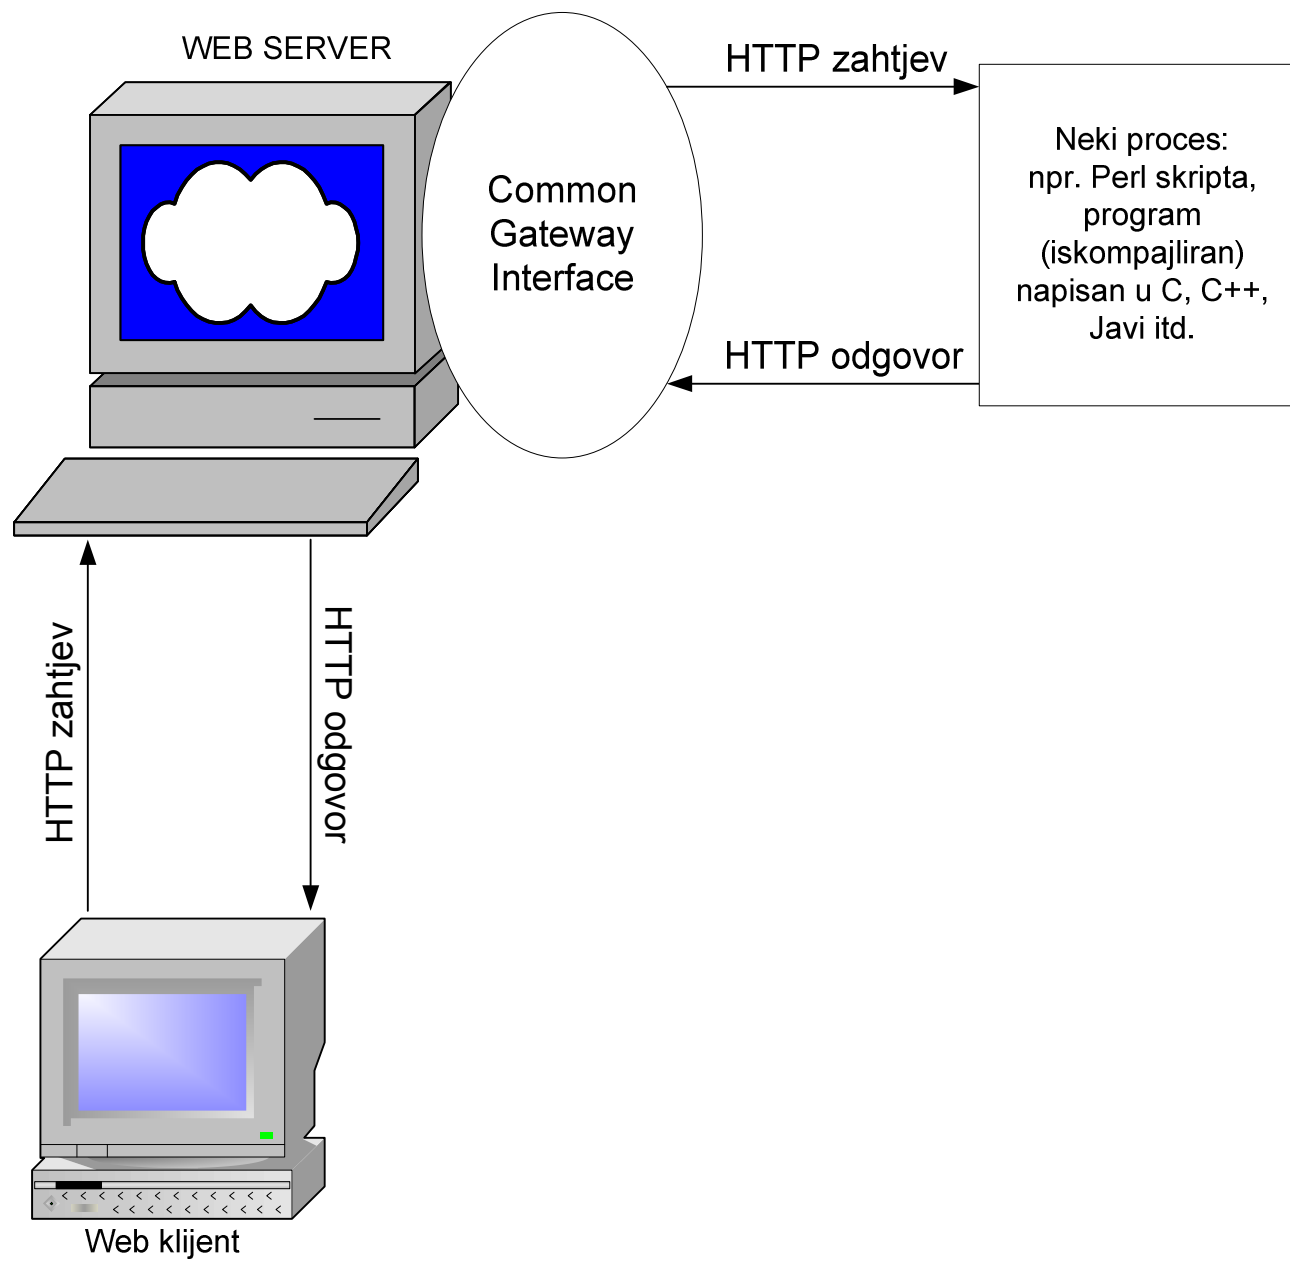 WEB SERVER
HTTP zahtjev
Common
Gateway
Interface
Neki proces:
npr. Perl skripta,
program
(iskompajliran)
napisan u C, C++,
Javi itd.
HTTP odgovor
HTTP zahtjev
HTTP odgovor
Web klijent